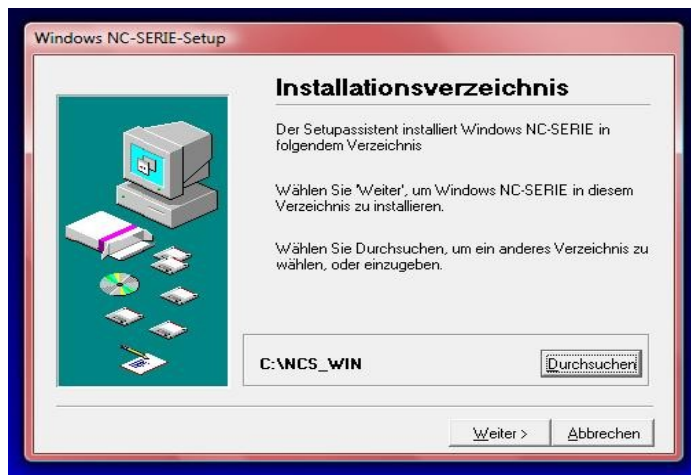 Windows NC-SERIE-Setup
Installationsverzeichnis
Der Setupassistent installiert Windows NC-SERIE in
folgendem Verzeichnis
Wählen Sie 'Weiter', um Windows NC-SERIE in diesem
Verzeichnis zu installieren.
Wählen Sie Durchsuchen, um ein anderes Verzeichnis zu
wählen, oder einzugeben.
C:\NCS_WIN
Durchsuchen
Weiter >
Abbrechen